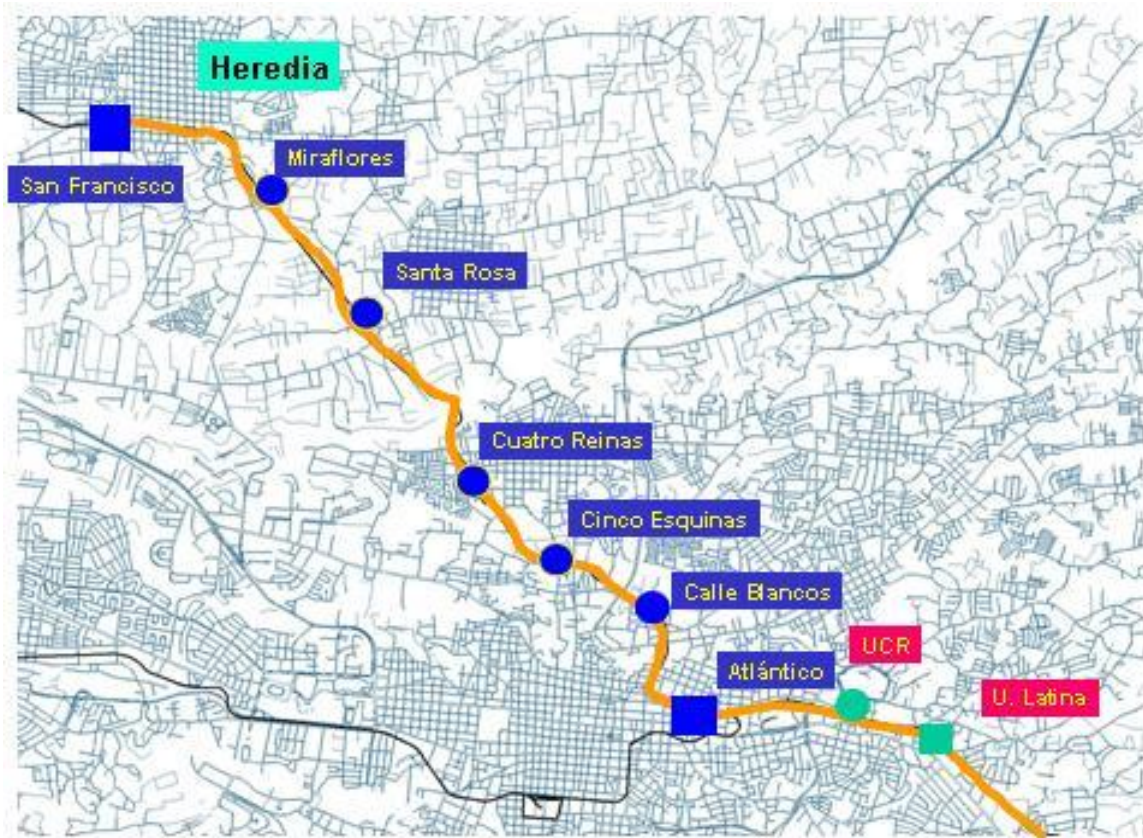 Heredia
Miraflores
San Francisco
Santa Rosa
Cuatro Reinas
Cinco Esquinas
Calle Blancos
UCR
Atlántico
U. Latina